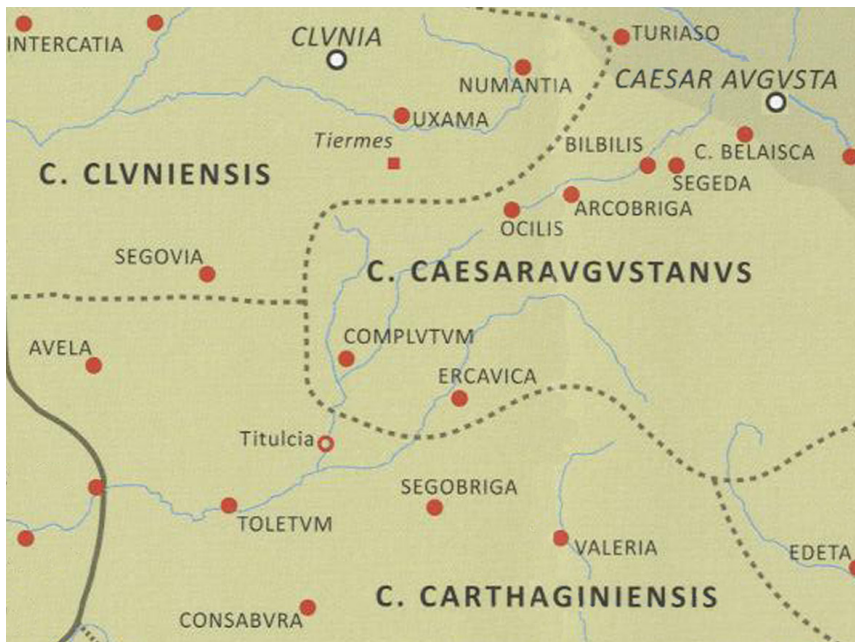 INTERCATIA
CLVNIA
TURIASO
NUMANTIA
CAESAR AVGVSTA
UXAMA
Tiermes
BILBILIS
C. BELAISCA
C. CLVNIENSIS
SEGEDA
ARCOBRIGA
OCILIS
SEGOVIA
C. CAESARAVGVSTANVS
COMPLVTVM
AVELA
ERCAVICA
Titulcia
SEGOBRIGA
TOLETVM
VALERIA
EDETA
C. CARTHAGINIENSIS
CONSABVRA